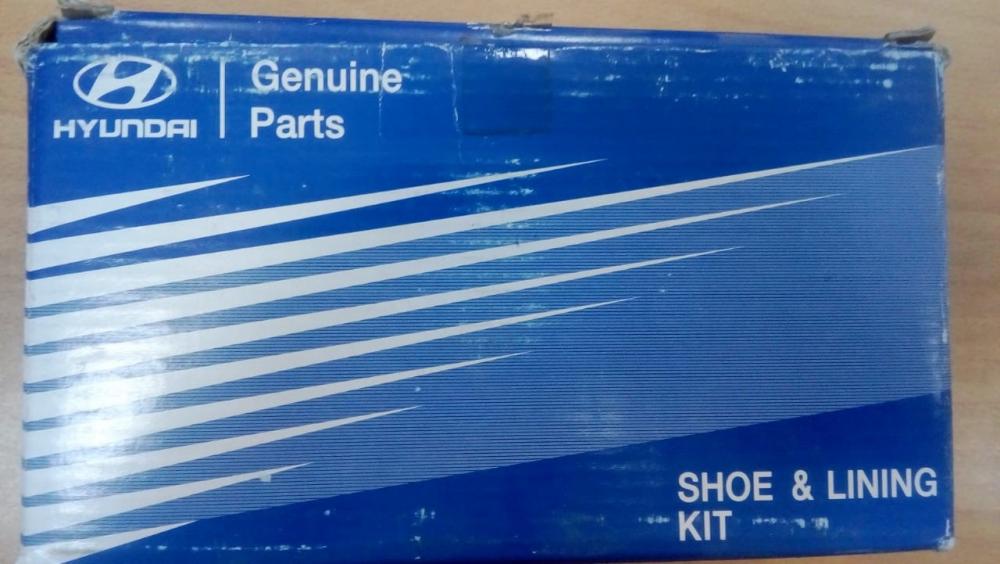 HYUNDAI
Genuine
Parts
SHOE & LINING
KIT